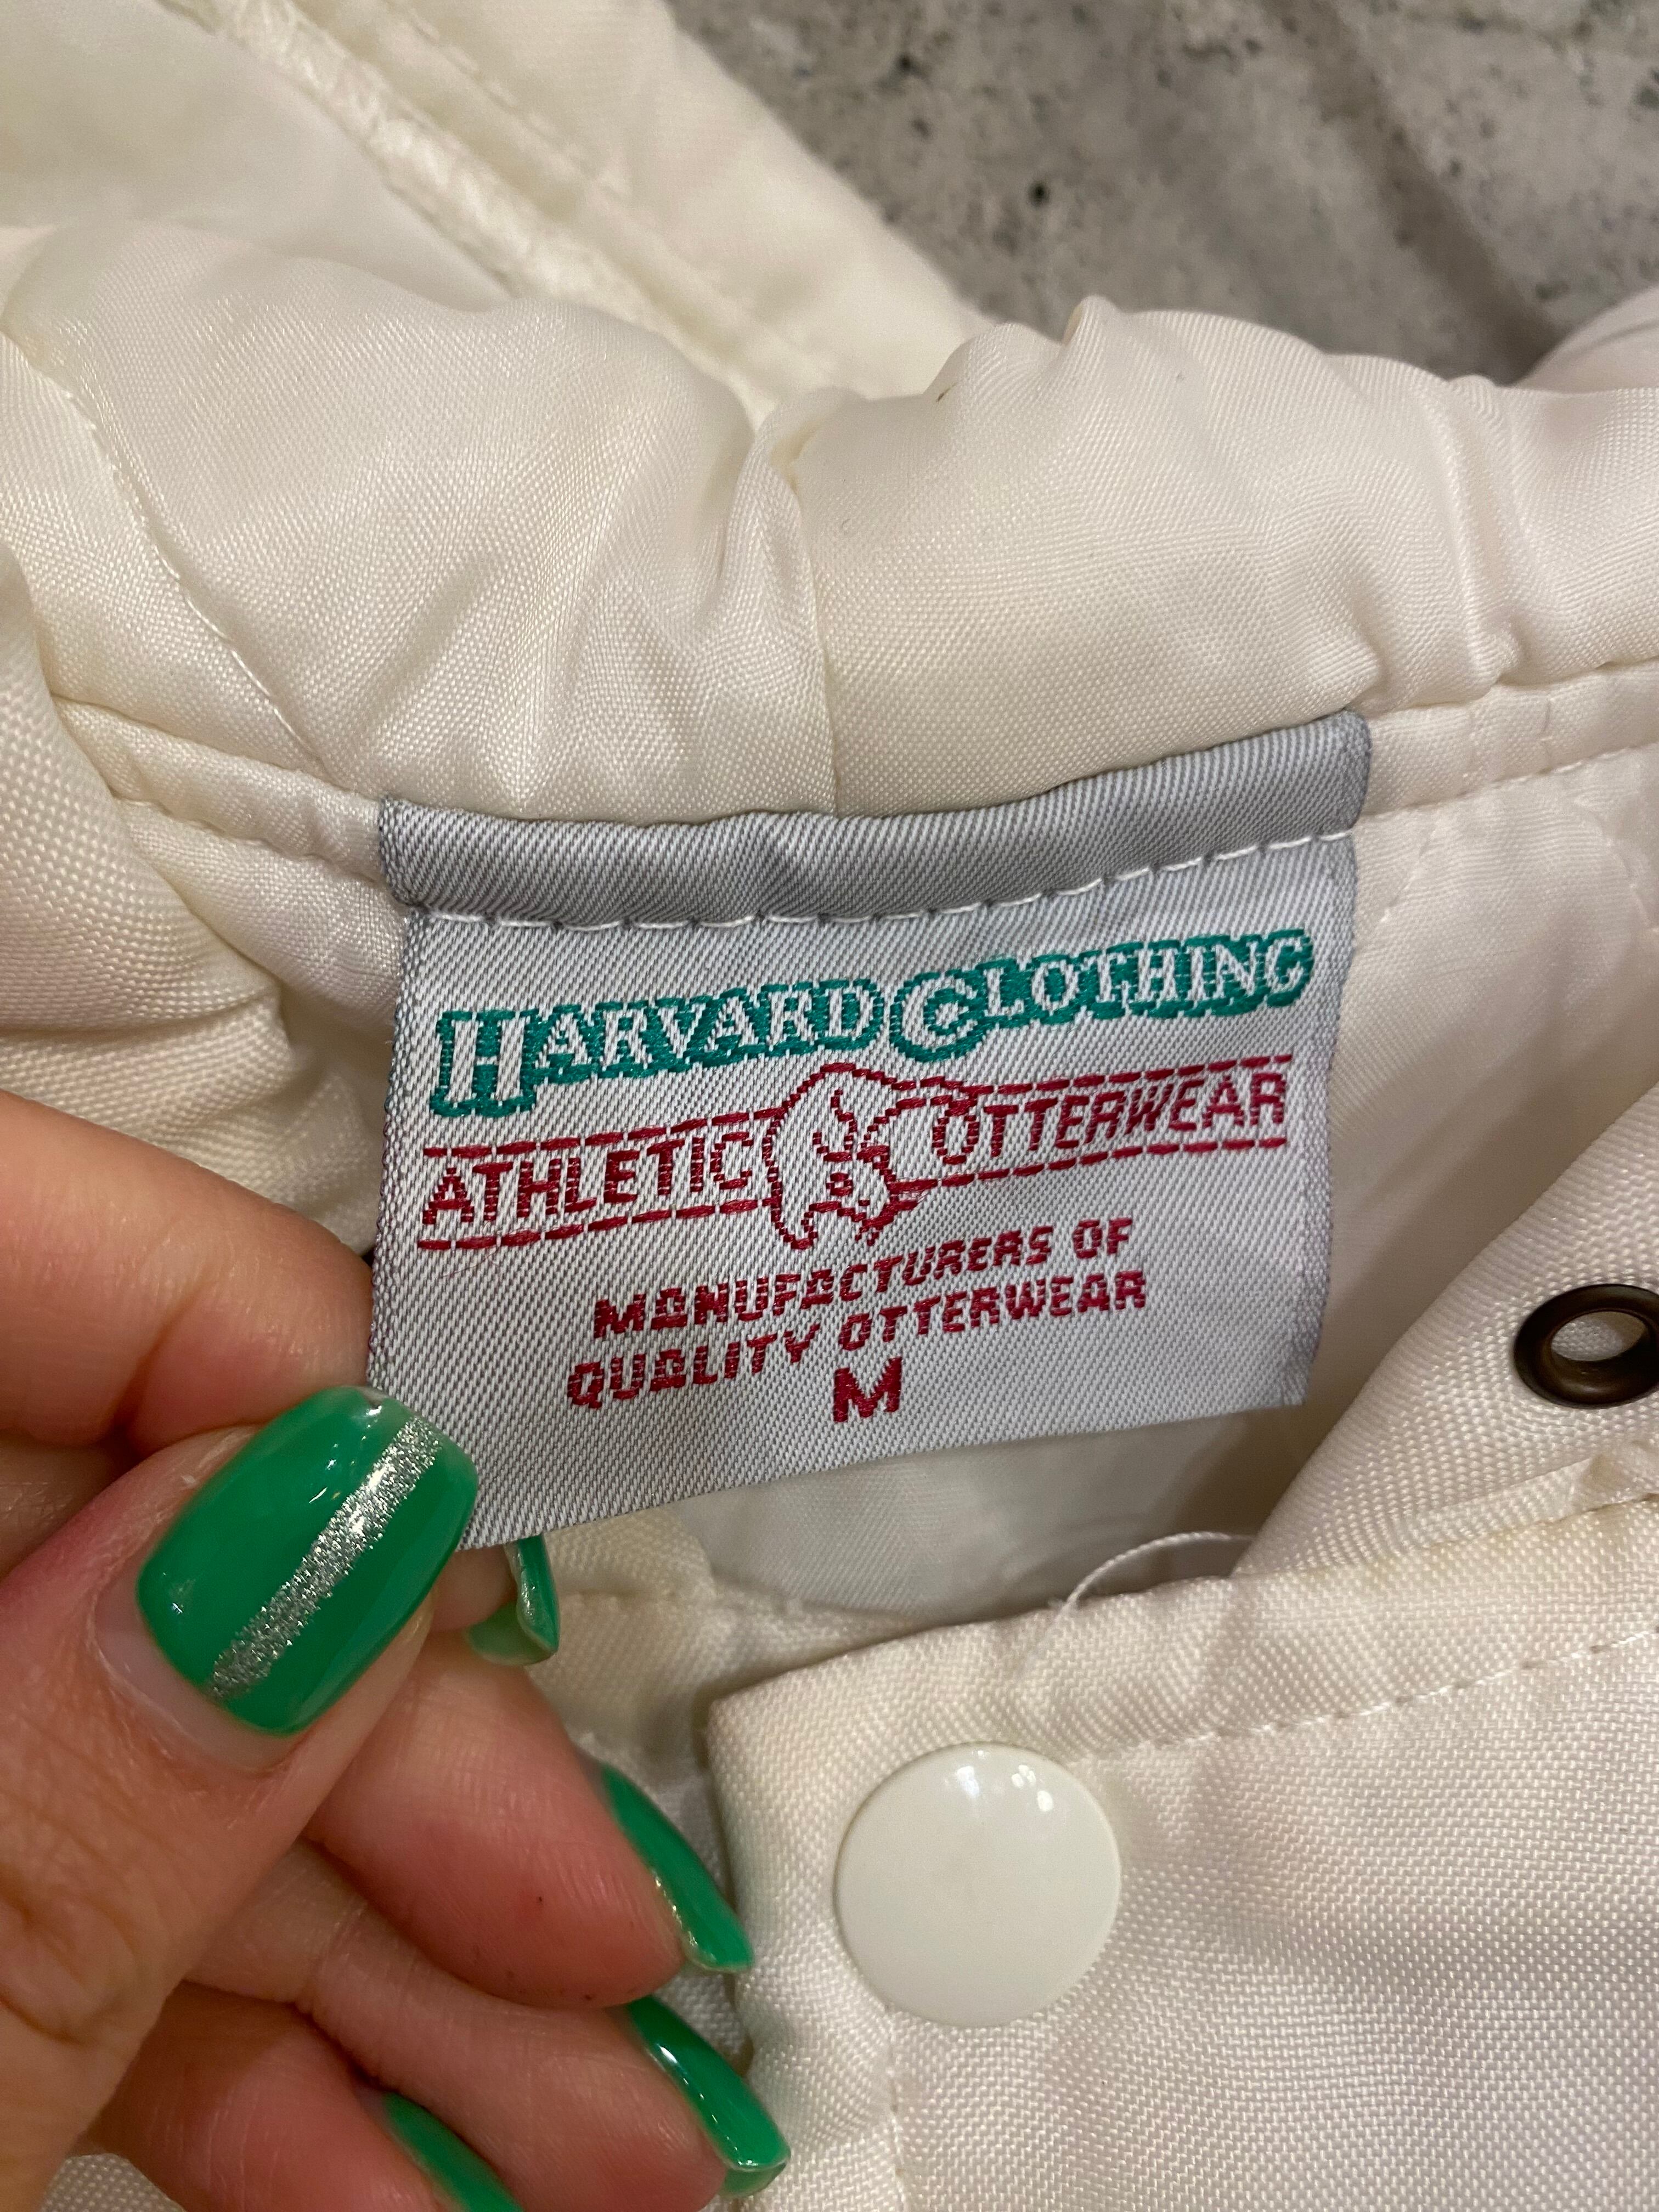 HARVARD CLOTHING
ATHLETIC OTTERWEAR
MANUFACTURERS OF
QUALITY OTTERWEAR
M